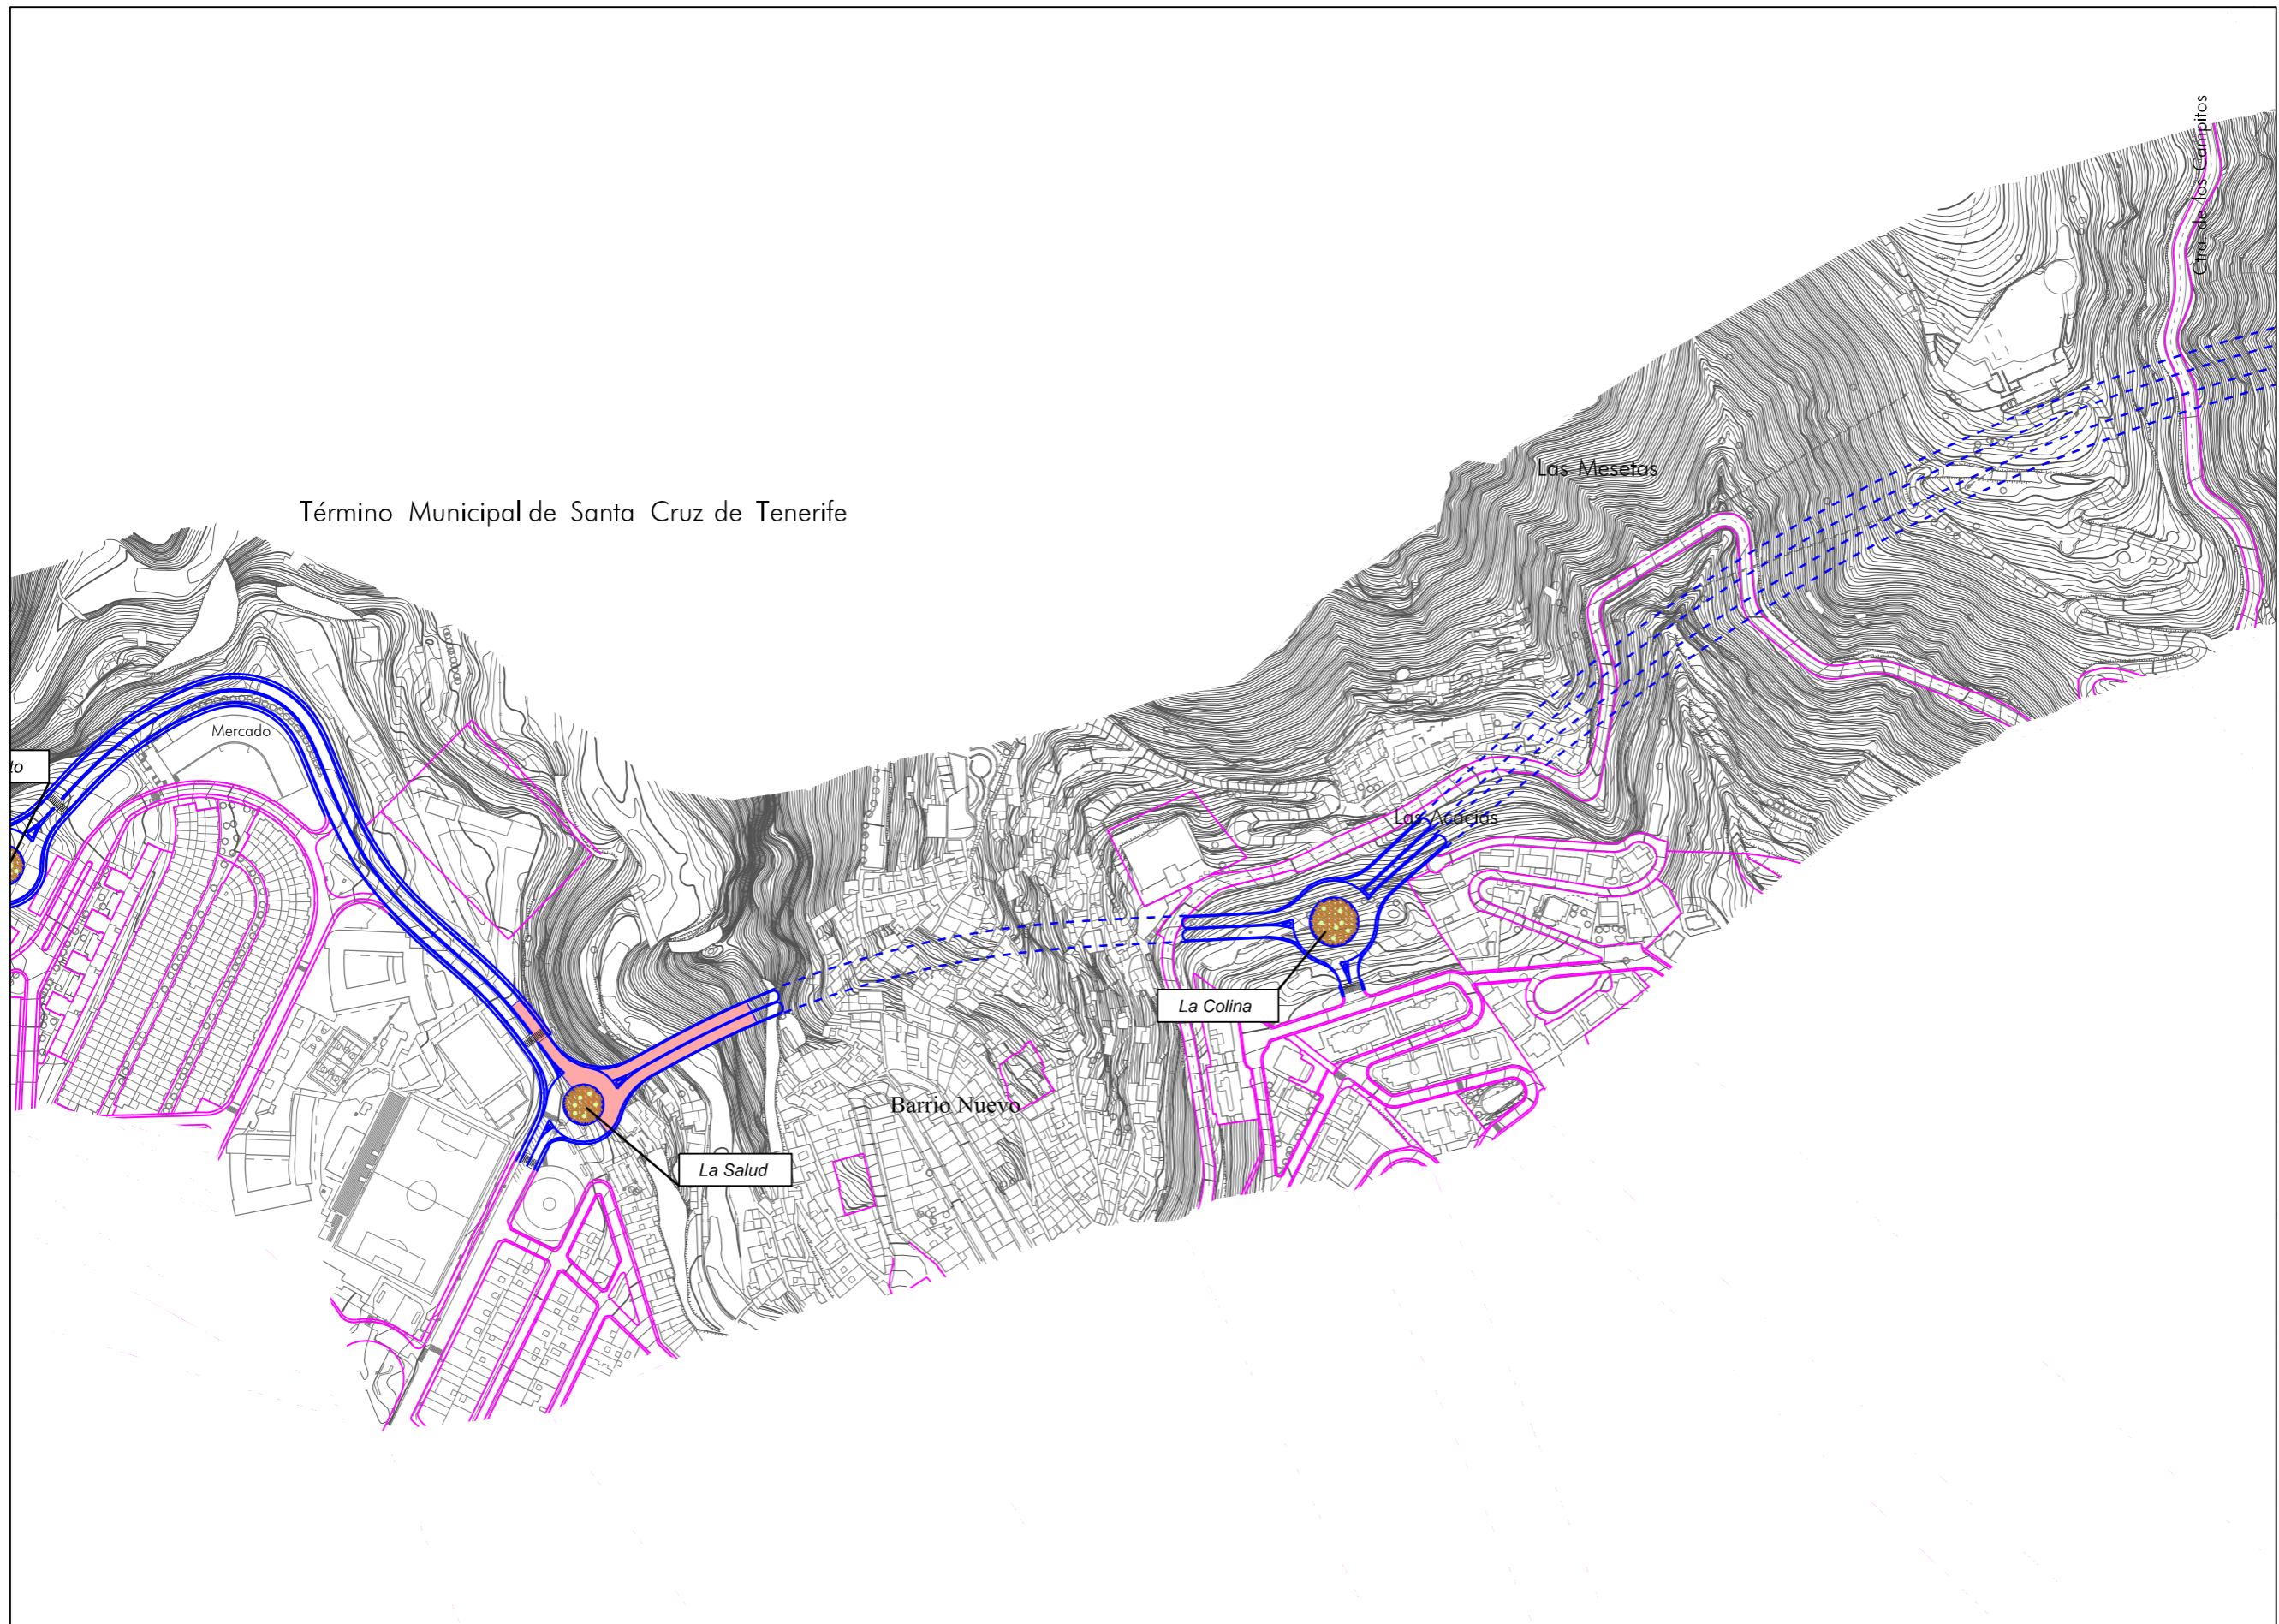 Ctra. de los Campitos
Las Mesetas
Término Municipal de Santa Cruz de Tenerife
Mercado
to
Las Acacias
La Colina
Barrio Nuevo
La Salud